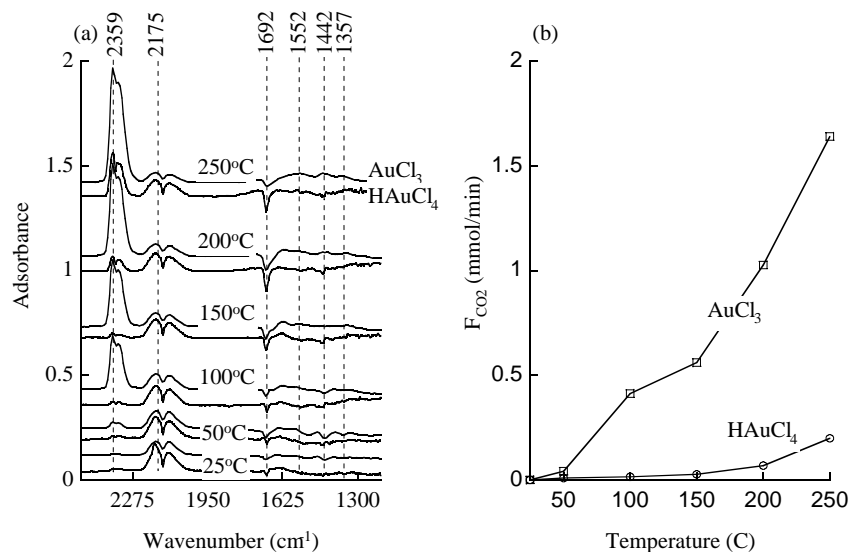 (a)
2359
2175
1692
1552
1442
1357
2
1.5
1
0.5
0
Adsorbance
250°C
AuCl3
HAuCl4
200°C
150°C
100°C
50°C
25°C
2275
1950
1625
1300
Wavenumber (cm¹)
(b)
2
1.5
1
0.5
0
F_CO2 (mmol/min)
AuCl3
HAuCl4
50
100
150
200
250
Temperature (C)